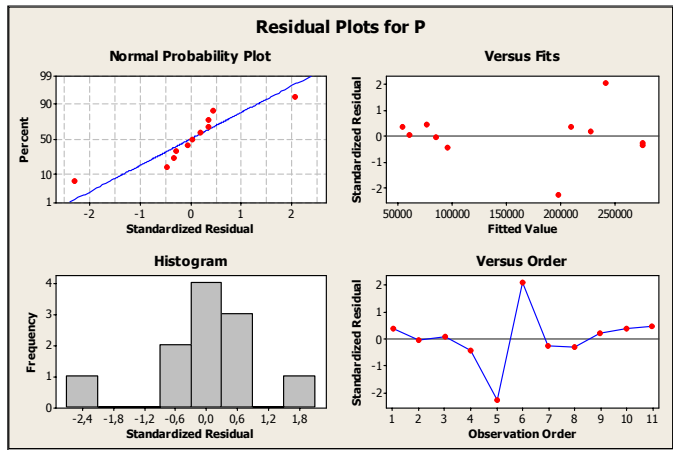 Residual Plots for P
Normal Probability Plot
Percent
99
90
50
10
1
-2 -1 0 1 2
Standardized Residual
Versus Fits
Standardized Residual
2
1
0
-1
-2
50000 100000 150000 200000 250000
Fitted Value
Histogram
Frequency
4
3
2
1
0
-2,4 -1,8 -1,2 -0,6 0,0 0,6 1,2 1,8
Standardized Residual
Versus Order
Standardized Residual
2
1
0
-1
-2
1 2 3 4 5 6 7 8 9 10 11
Observation Order